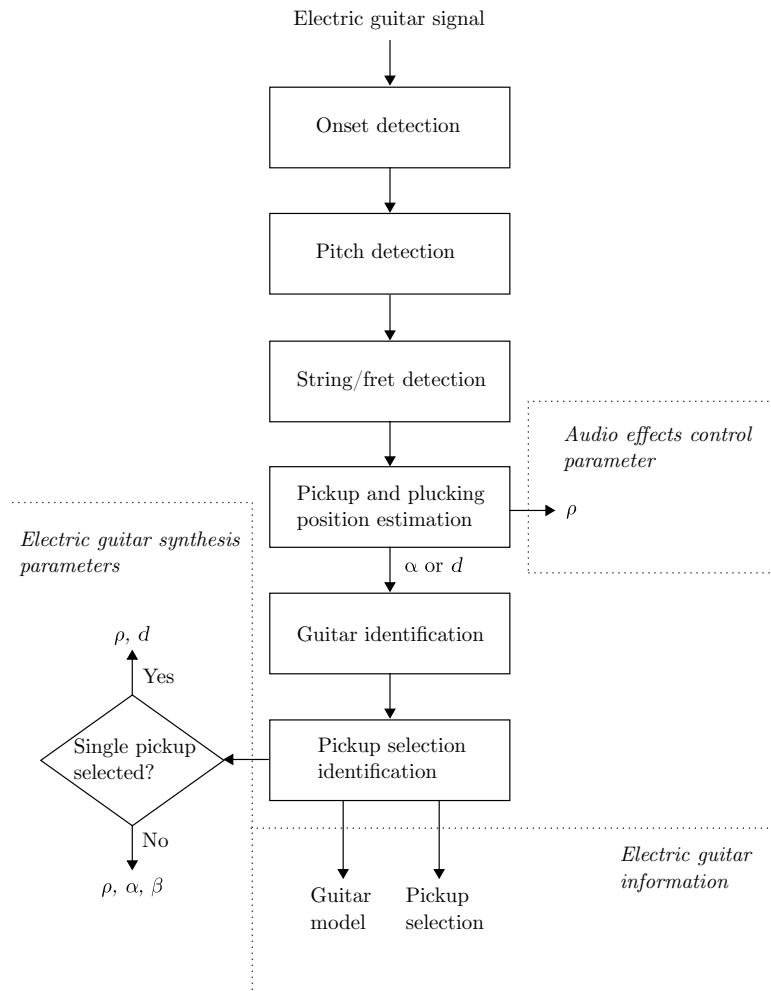 Electric guitar signal
Onset detection
Pitch detection
String/fret detection
Audio effects control
parameter
Pickup and plucking
position estimation
ρ
Electric guitar synthesis
parameters
α or d
ρ, d
Guitar identification
Yes
Single pickup
selected?
Pickup selection
identification
No
ρ, α, β
Electric guitar
information
Guitar
model
Pickup
selection